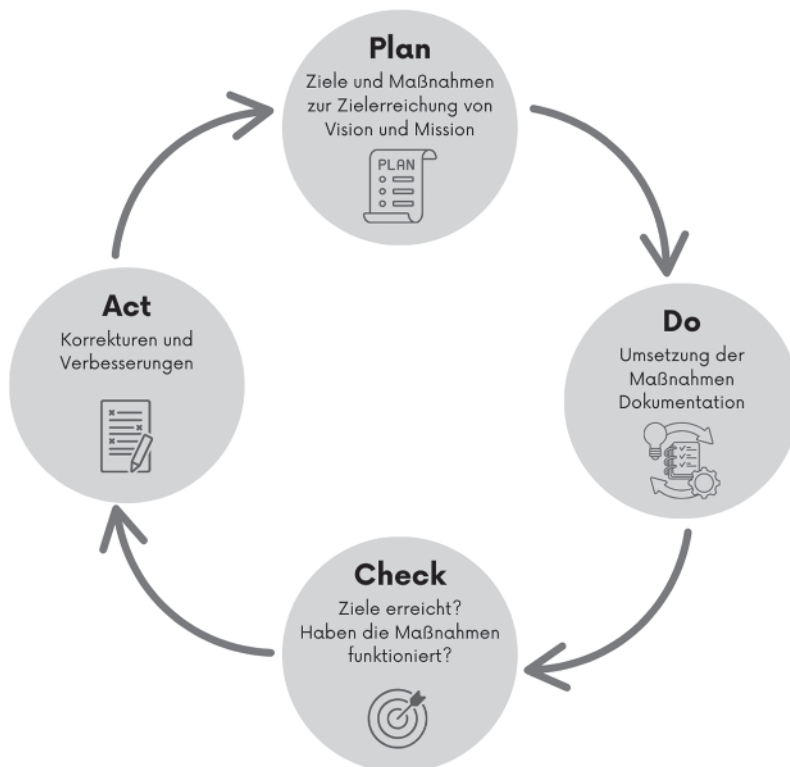 Plan
Ziele und Maßnahmen
zur Zielerreichung von
Vision und Mission
PLAN
Do
Umsetzung der
Maßnahmen
Dokumentation
Check
Ziele erreicht?
Haben die Maßnahmen
funktioniert?
Act
Korrekturen und
Verbesserungen